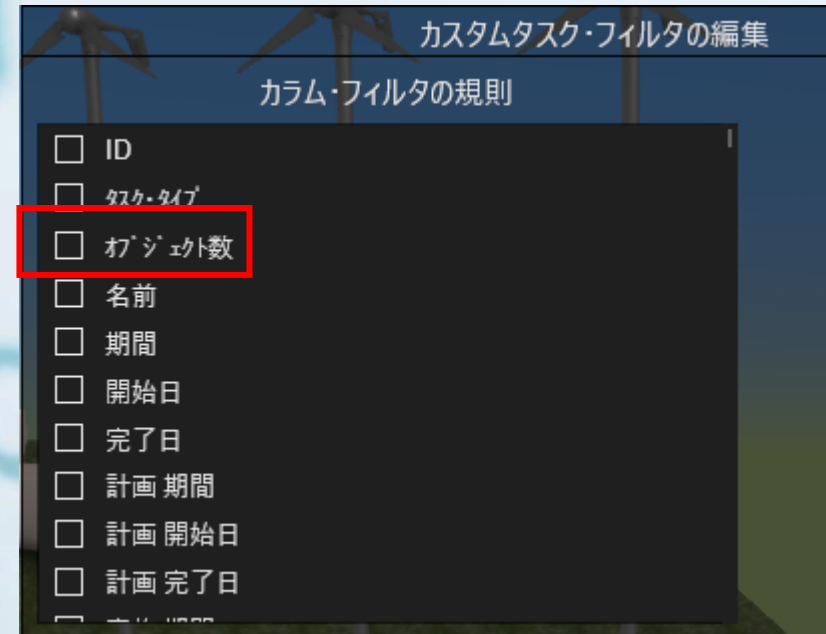 カスタムタスク・フィルタの編集
カラム・フィルタの規則
ID
ﾀｽｸ・ﾀｲﾌﾟ
ｵﾌﾞｼﾞｪｸﾄ数
名前
期間
開始日
完了日
計画 期間
計画 開始日
計画 完了日